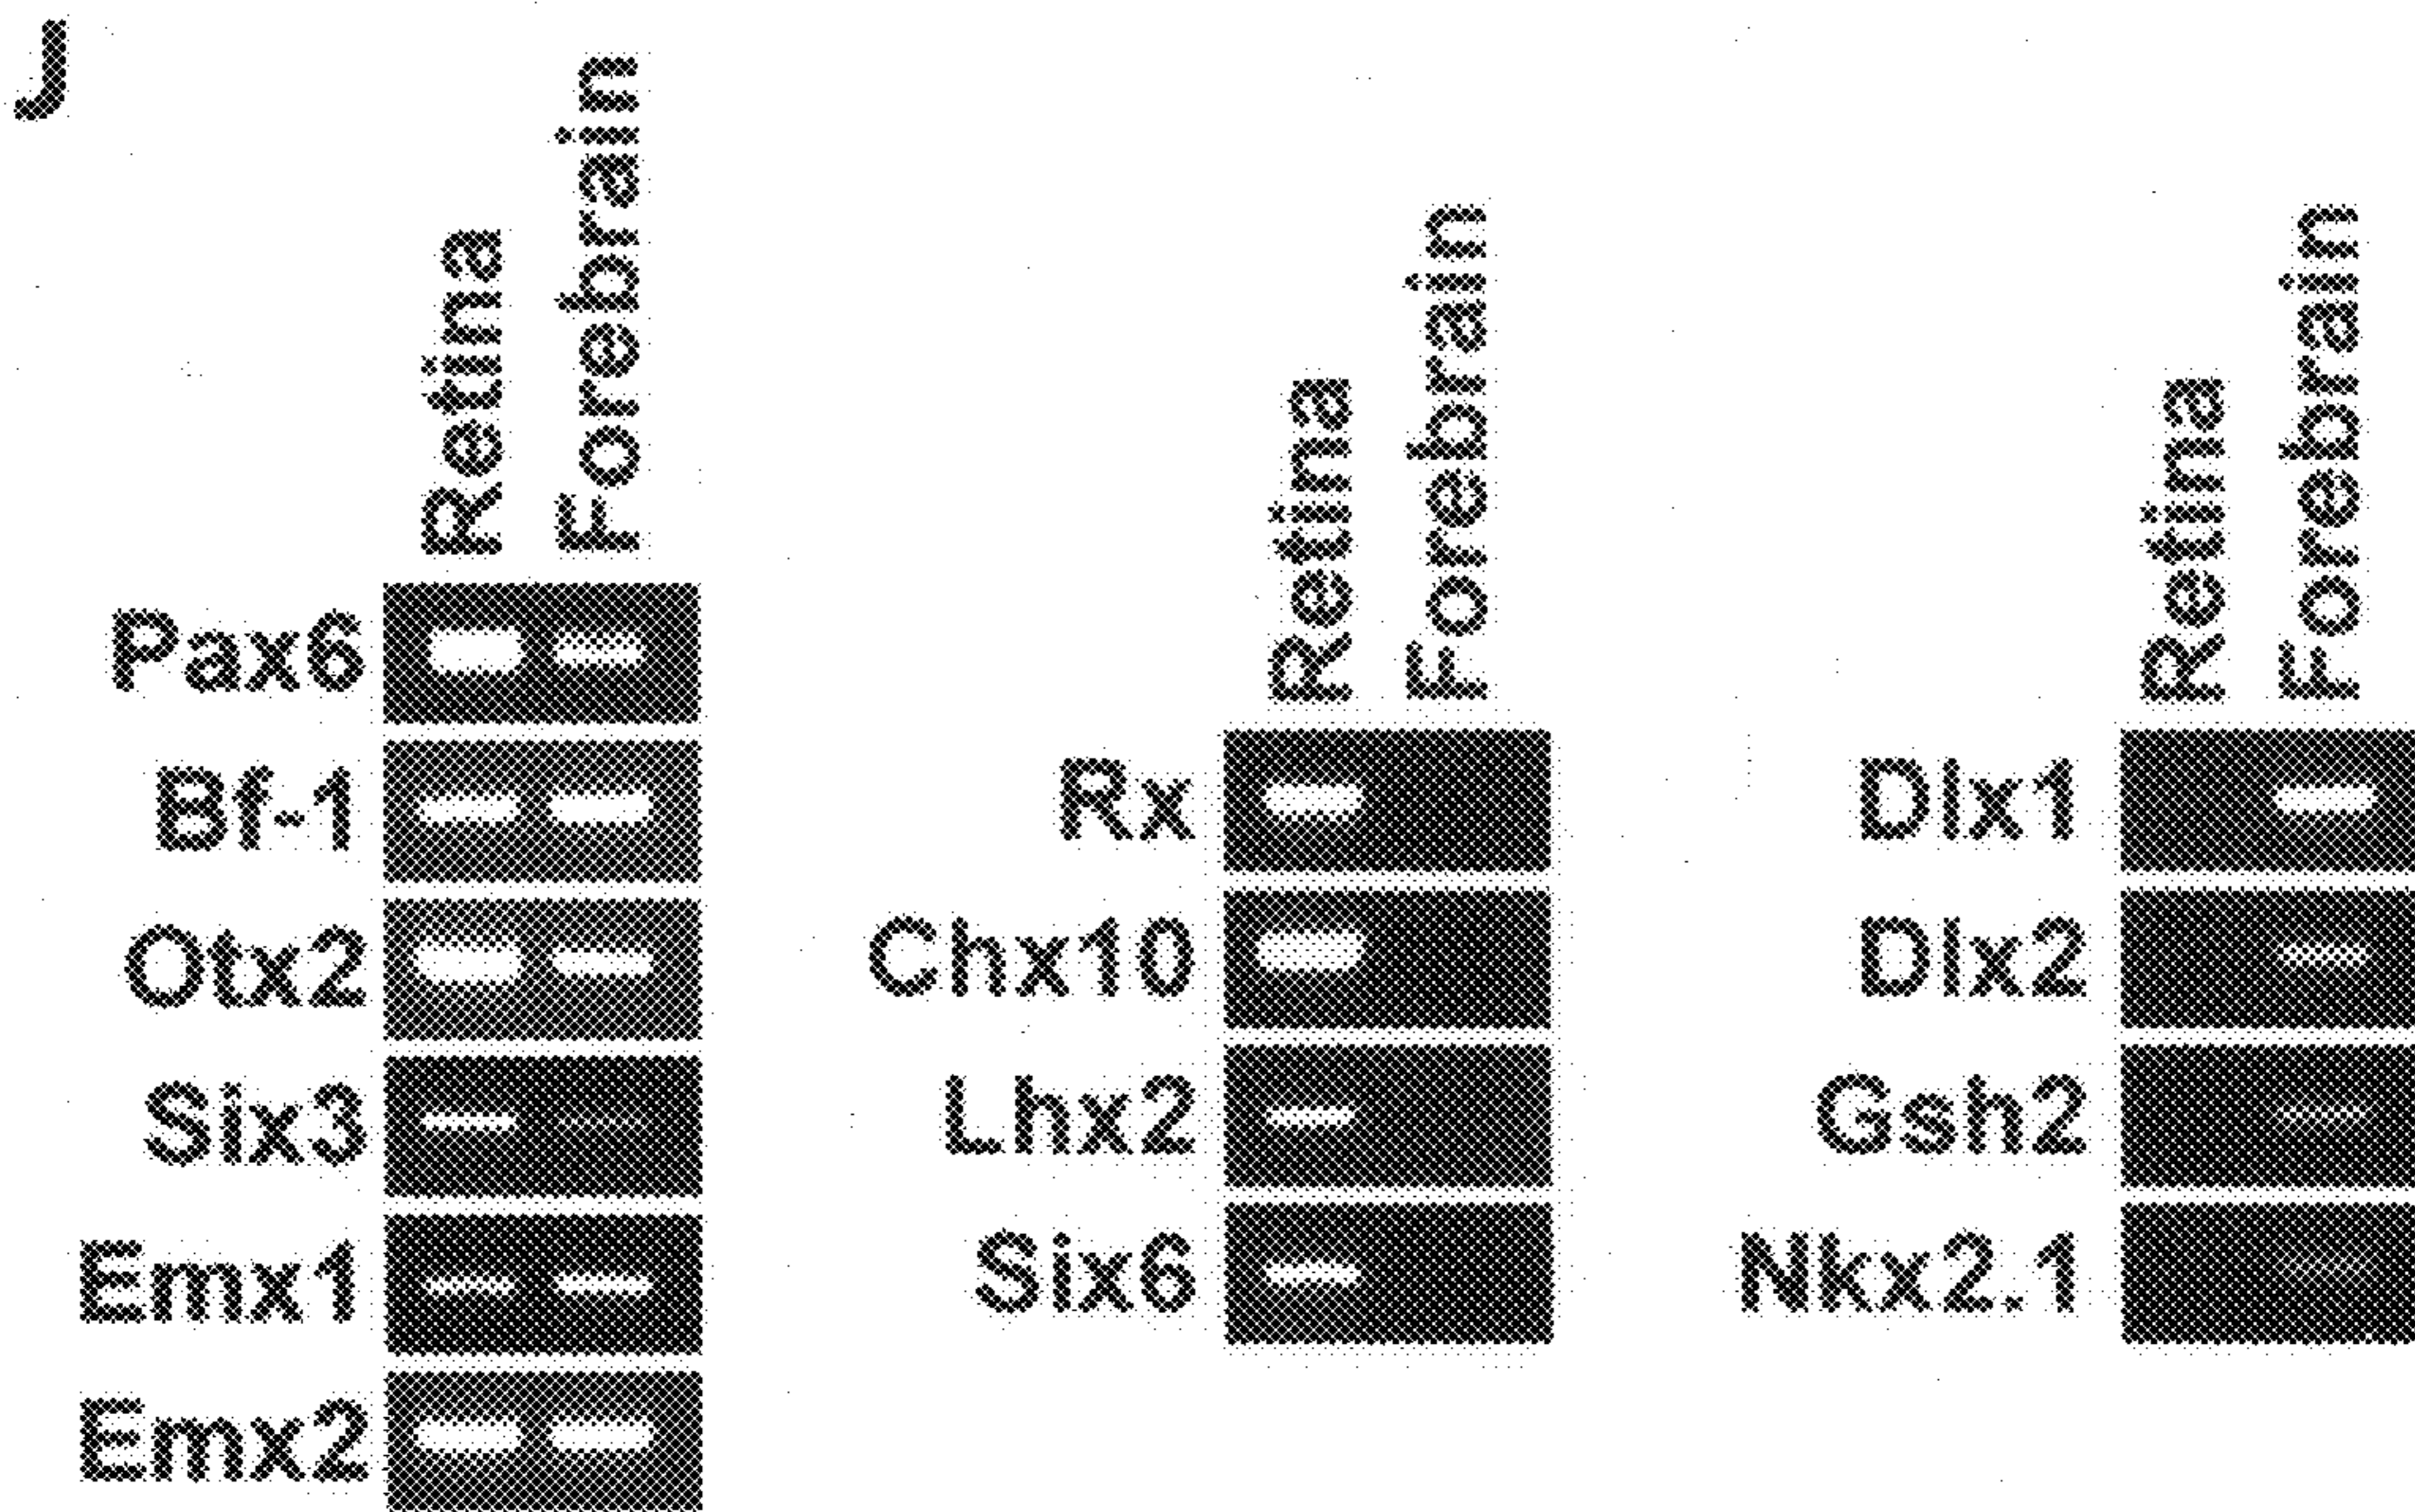 J
Retina
Forebrain
Pax6
Bf-1
Otx2
Six3
Emx1
Emx2
Retina
Forebrain
Rx
Chx10
Lhx2
Six6
Retina
Forebrain
Dlx1
Dlx2
Gsh2
Nkx2.1